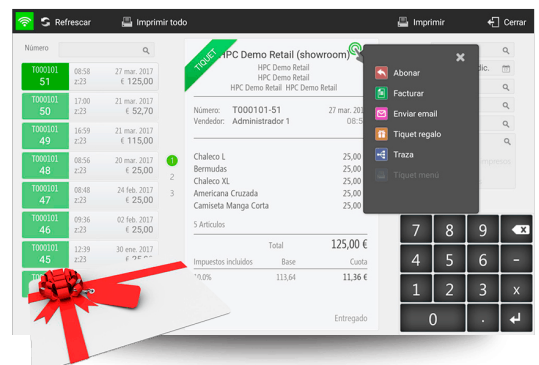 Refrescar Imprimir todo Imprimir Cerrar
Número
T000101 08:58 27 mar. 2017
51 z:23 € 125,00
T000101 17:00 21 mar. 2017
50 z:23 € 52,70
T000101 16:59 21 mar. 2017
49 z:23 € 115,00
T000101 08:56 20 mar. 2017
48 z:23 € 25,00
T000101 08:48 24 feb. 2017
47 z:23 € 25,00
T000101 09:36 02 feb. 2017
46 z:23 € 25,00
T000101 12:39 30 ene. 2017
45 z:23
1
2
3
TIQUET
HPC Demo Retail (showroom)
HPC Demo Retail
HPC Demo Retail
HPC Demo Retail HPC Demo Retail
Número: T000101-51 27 mar. 201
Vendedor: Administrador 1 08:5
Chaleco L 25,00
Bermudas 25,00
Chaleco XL 25,00
Americana Cruzada 25,00
Camiseta Manga Corta 25,00
5 Artículos
Total 125,00 €
Impuestos incluidos Base Cuota
10.0% 113,64 11,36 €
Entregado
Abonar
Facturar
Enviar email
Tiquet regalo
Traza
Tiquet menú
dic.
7 8 9 x
4 5 6 -
1 2 3 x
0 .